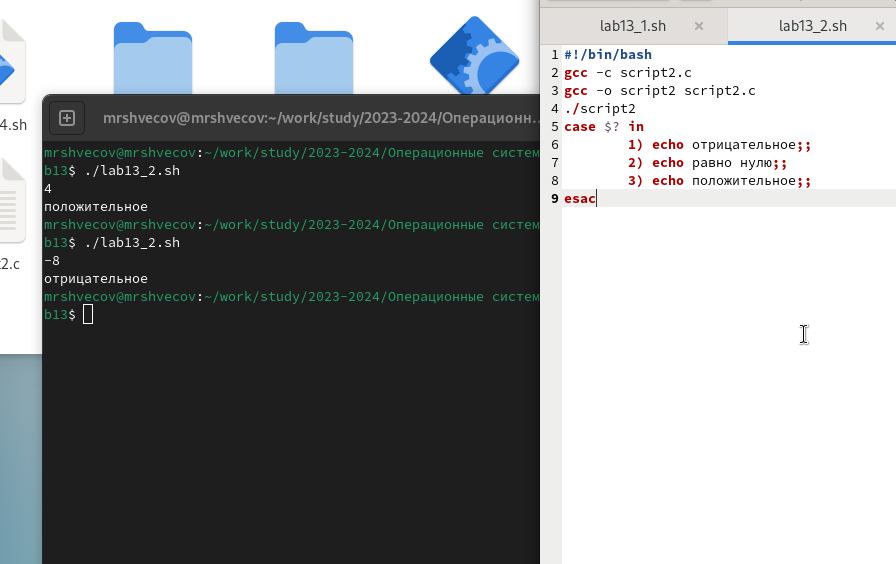 4.sh
t2.c
mrshvecov@mrshvecov:~/work/study/2023-2024/Операционн...
mrshvecov@mrshvecov:~/work/study/2023-2024/Операционные систем
b13$ ./lab13_2.sh
4
положительное
mrshvecov@mrshvecov:~/work/study/2023-2024/Операционные систем
b13$ ./lab13_2.sh
-8
отрицательное
mrshvecov@mrshvecov:~/work/study/2023-2024/Операционные систем
b13$
lab13_1.sh × lab13_2.sh ×
1 #!/bin/bash
2 gcc -c script2.c
3 gcc -o script2 script2.c
4 ./script2
5 case $? in
6 1) echo отрицательное;;
7 2) echo равно нулю;;
8 3) echo положительное;;
9 esac